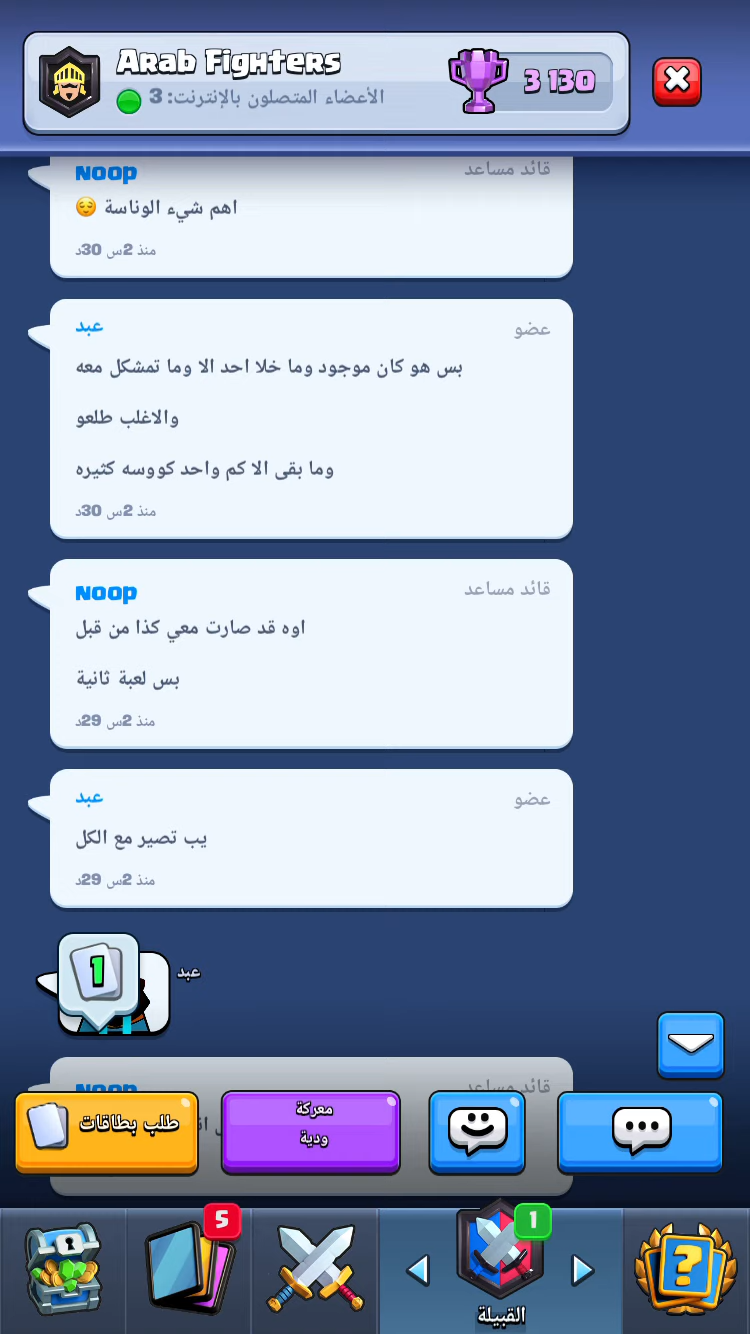 Arab Fighters
الأعضاء المتصلون بالإنترنت: 3
3 130
Noop
قائد مساعد
اهم شيء الوناسة 😌
منذ 2س 30د
عبد
عضو
بس هو كان موجود وما خلا احد الا وما تمشكل معه
والاغلب طلعو
وما بقى الا كم واحد كووسه كثيره
منذ 2س 30د
Noop
قائد مساعد
اوه قد صارت معي كذا من قبل
بس لعبة ثانية
منذ 2س 29د
عبد
عضو
يب تصير مع الكل
منذ 2س 29د
1
عبد
Noop
قائد مساعد
طلب بطاقات
معركة
ودية
5
1
القبيلة